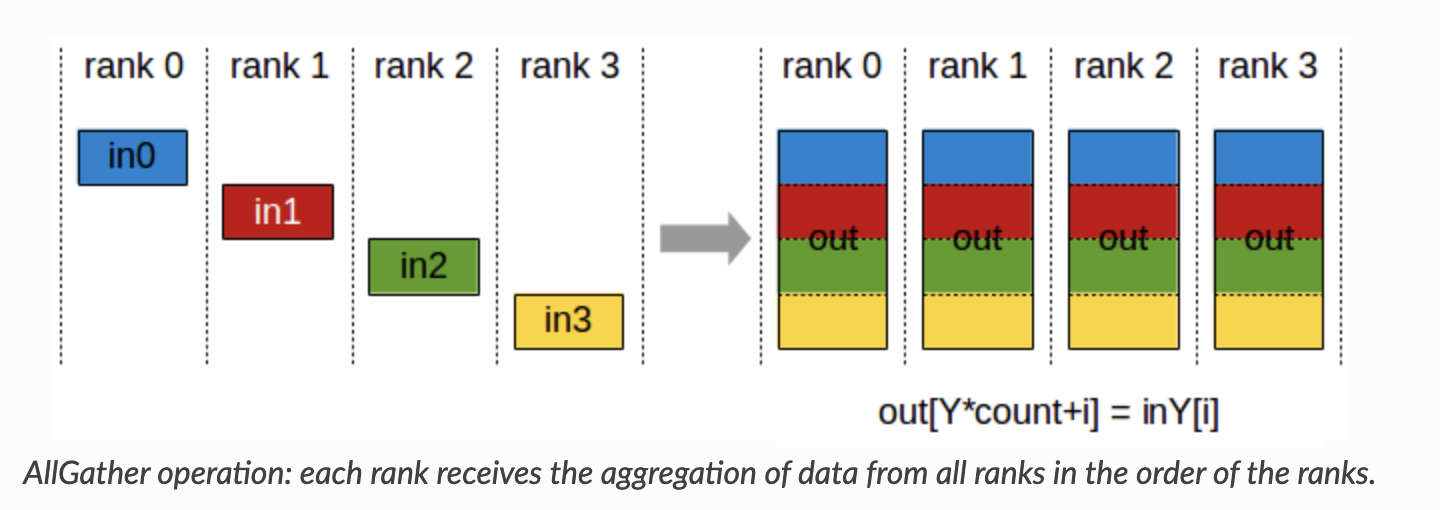 rank 0 rank 1 rank 2 rank 3 rank 0 rank 1 rank 2 rank 3
in0
in1
out out out out
in2
in3
out[Y*count+i] = inY[i]
AllGather operation: each rank receives the aggregation of data from all ranks in the order of the ranks.